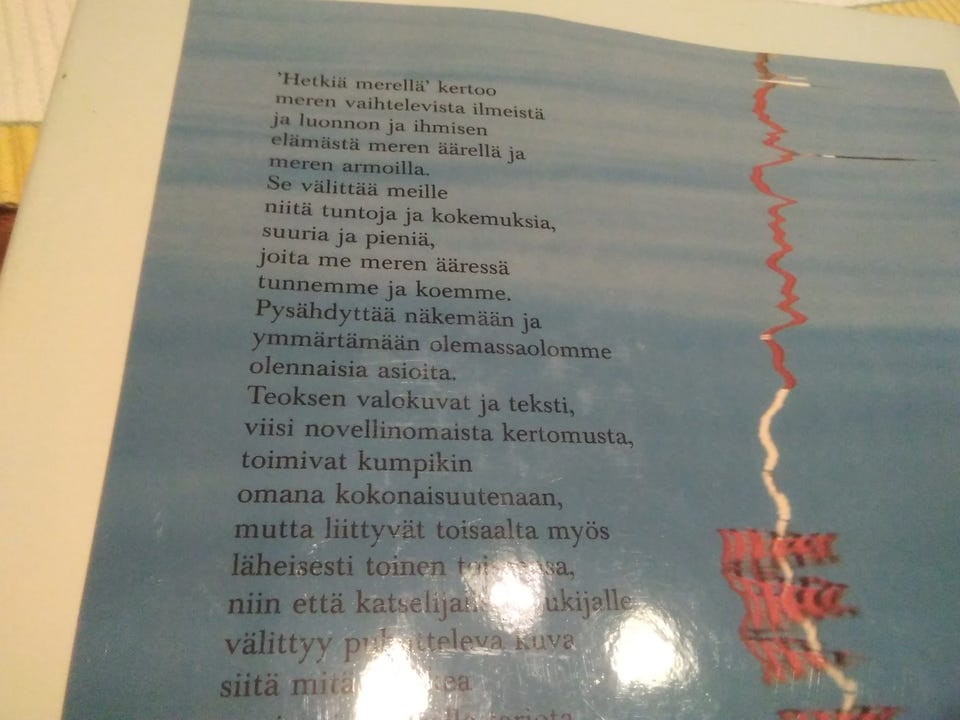 'Hetkiä merellä' kertoo
meren vaihtelevista ilmeistä
ja luonnon ja ihmisen
elämästä meren äärellä ja
meren armoilla.
Se välittää meille
niitä tuntoja ja kokemuksia,
suuria ja pieniä,
joita me meren ääressä
tunnemme ja koemme.
Pysähdyttää näkemään ja
ymmärtämään olemassaolomme
olennaisia asioita.
Teoksen valokuvat ja teksti,
viisi novellinomaista kertomusta,
toimivat kumpikin
omana kokonaisuutenaan,
mutta liittyvät toisaalta myös
läheisesti toinen
niin että
välittyy kuva
siitä mitä